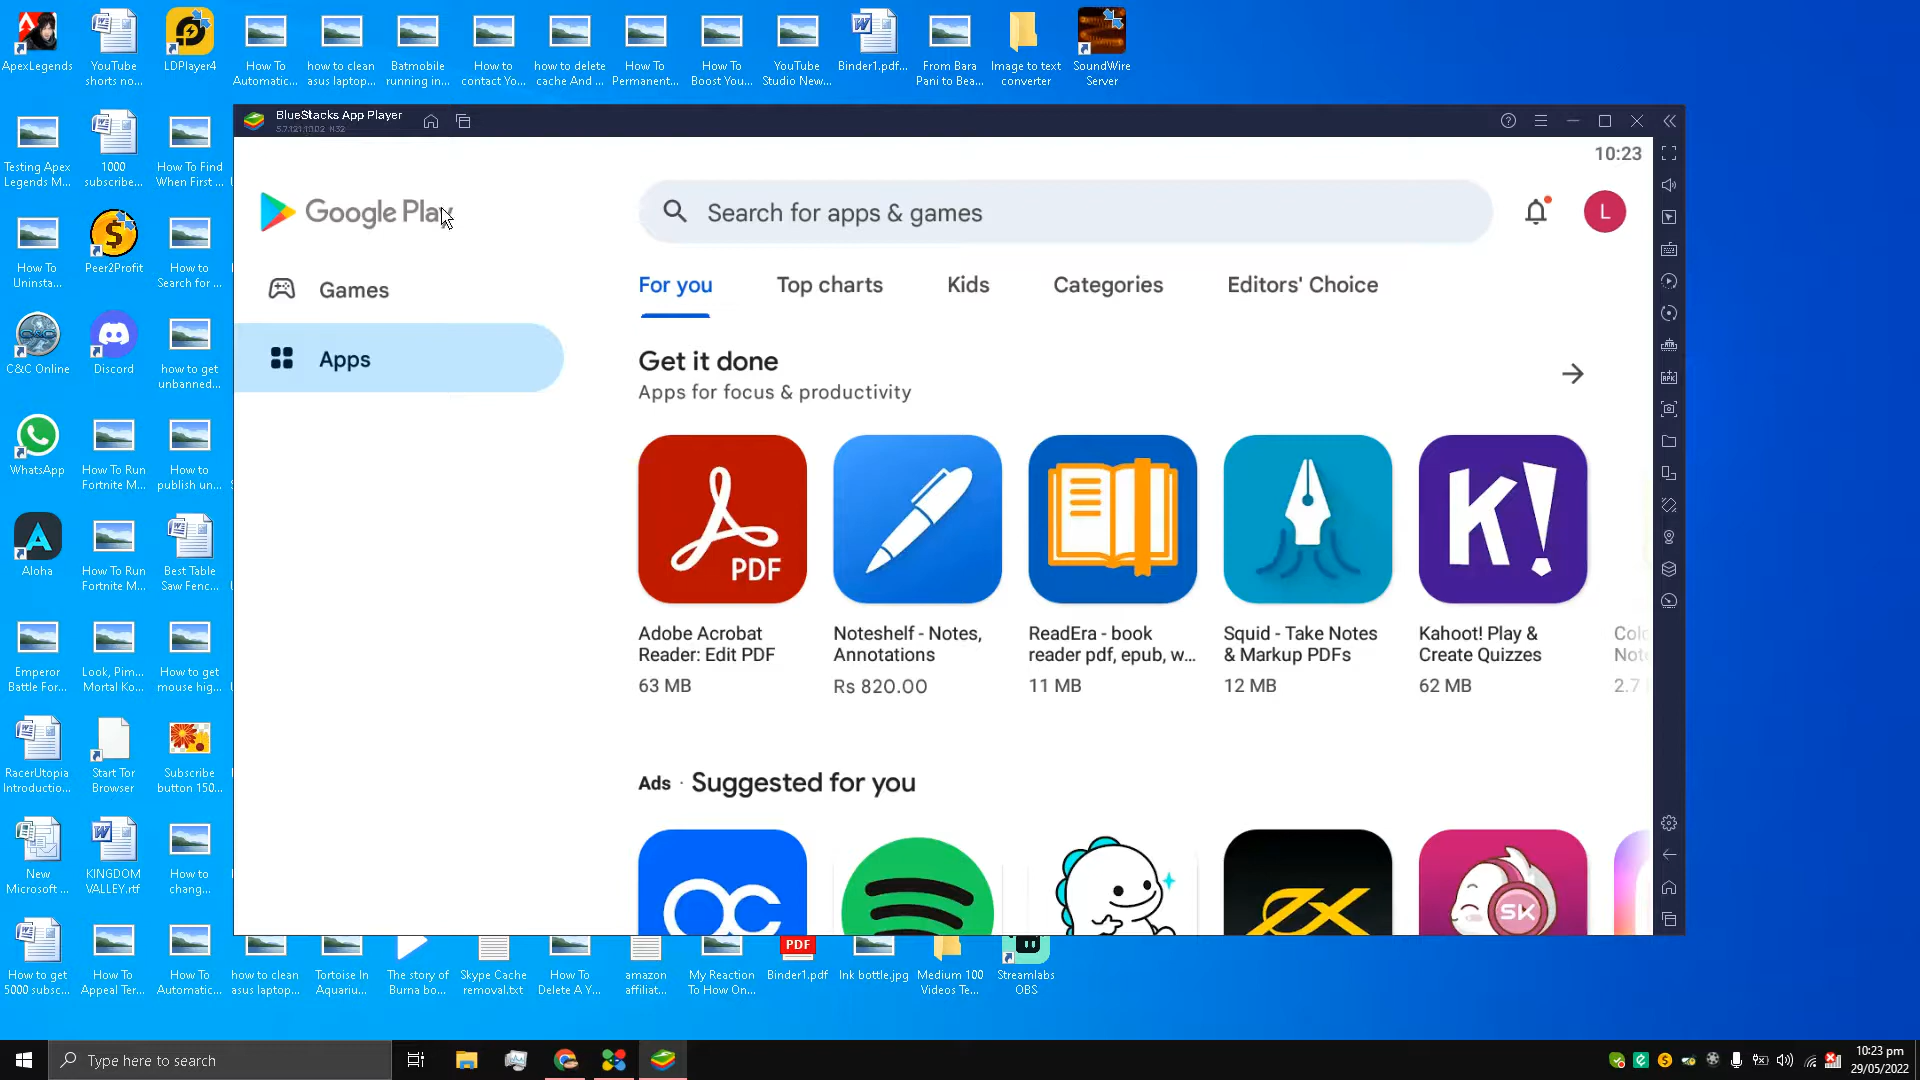 ApexLegends
YouTube
shorts no...
LDPlayer4
How To
Automatic...
how to clean
asus laptop...
Batmobile
running in...
How to
contact Yo...
how to delete
cache And ...
How To
Permanent...
How To
Boost You...
YouTube
Studio New...
Binder1.pdf...
From Bara
Pani to Bea...
Image to text
converter
SoundWire
Server
Testing Apex
Legends M...
1000
subscribe...
How To Find
When First ...
How To
Uninsta...
Peer2Profit
How to
Search for ...
C&C Online
Discord
how to get
unbanned...
WhatsApp
How To Run
Fortnite M...
How to
publish un...
Aloha
How To Run
Fortnite M...
Best Table
Saw Fenc...
Emperor
Battle For...
Look, Pim...
Mortal Ko...
How to get
mouse hig...
RacerUtopia
Introductio...
Start Tor
Browser
Subscribe
button 150...
New
Microsoft ...
KINGDOM
VALLEY.rtf
How to
chang...
How to get
5000 subsc...
How To
Appeal Ter...
How To
Automatic...
how to clean
asus laptop...
Tortoise In
Aquariu...
The story of
Burna bo...
Skype Cache
removal.txt
How To
Delete A Y...
amazon
affiliat...
My Reaction
To How On...
PDF
Binder1.pdf
Ink bottle.jpg
Medium 100
Videos Te...
Streamlabs
OBS
BlueStacks App Player
10:23
Google Play
Search for apps & games
L
Games
Apps
For you
Top charts
Kids
Categories
Editors' Choice
Get it done
Apps for focus & productivity
PDF
K!
Adobe Acrobat
Reader: Edit PDF
63 MB
Noteshelf - Notes,
Annotations
Rs 820.00
ReadEra - book
reader pdf, epub, w...
11 MB
Squid - Take Notes
& Markup PDFs
12 MB
Kahoot! Play &
Create Quizzes
62 MB
2.7
Ads · Suggested for you
SK
Type here to search
10:23 pm
29/05/2022